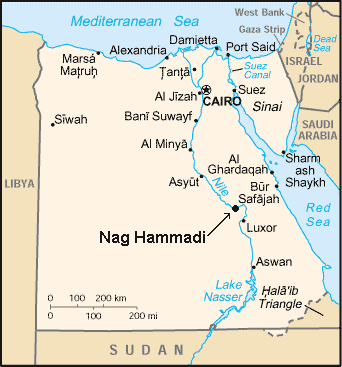 Mediterranean Sea
West Bank
Gaza Strip
Dead
Sea
Damietta
Alexandria
Port Said
Marsá
Maţruḩ
Ţanţā
Suez
Canal
ISRAEL
JORDAN
Al Jīzah
CAIRO
Suez
Sinai
Sīwah
Banī Suwayf
SAUDI
ARABIA
Al Minyā
Al
Ghardaqah
Sharm
ash
Shaykh
LIBYA
Asyūt
Nile
Būr
Safājah
Red
Sea
Nag Hammadi
Luxor
Aswan
Lake
Nasser
Ḩalā'ib
Triangle
0 100 200 km
0 100 200 mi
SUDAN